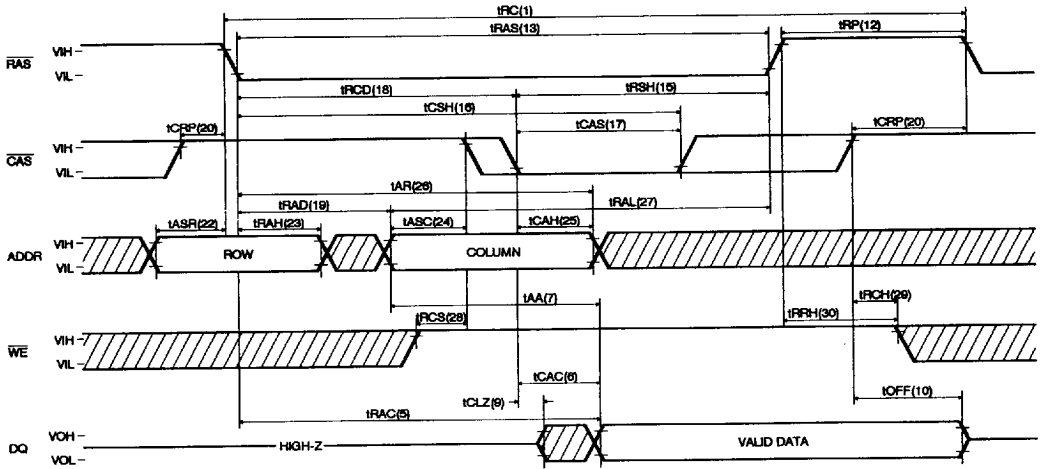 tRC(1)
tRAS(13)
tRP(12)
RAS
VIH
VIL
tRCD(18)
tRSH(15)
tCSH(16)
tCRP(20)
tCAS(17)
tCRP(20)
CAS
VIH
VIL
tAR(26)
tRAD(19)
tRAL(27)
tASR(22)
tRAH(23)
tASC(24)
tCAH(25)
ADDR
VIH
VIL
ROW
COLUMN
tAA(7)
tRCS(28)
tRCH(29)
tRRH(30)
WE
VIH
VIL
tCAC(6)
tCLZ(9)
tOFF(10)
tRAC(5)
DQ
VOH
VOL
HIGH-Z
VALID DATA